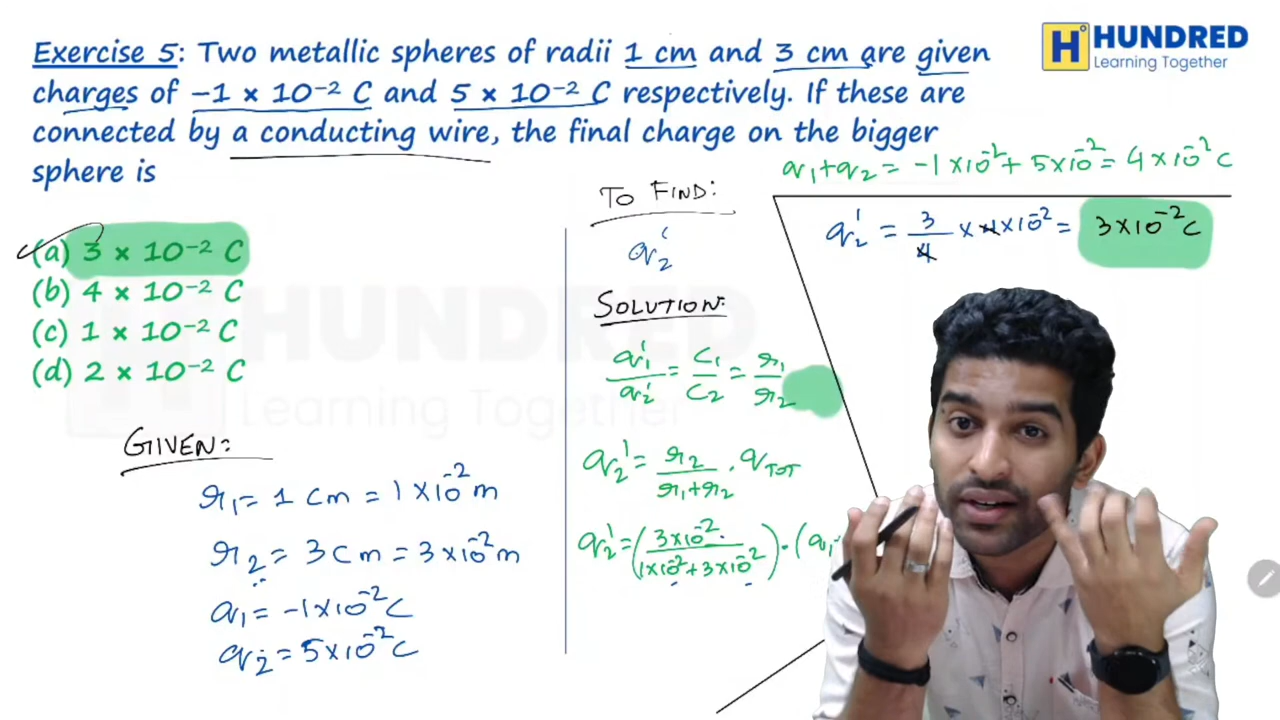 Exercise 5: Two metallic spheres of radii 1 cm and 3 cm are given
charges of −1 × 10⁻² C and 5 × 10⁻² C respectively. If these are
connected by a conducting wire, the final charge on the bigger
sphere is
HUNDRED
Learning Together
(a) 3 × 10⁻² C
(b) 4 × 10⁻² C
(c) 1 × 10⁻² C
(d) 2 × 10⁻² C
GIVEN:
r₁ = 1 cm = 1×10⁻² m
r₂ = 3 cm = 3×10⁻² m
q₁ = −1×10⁻² C
q₂ = 5×10⁻² C
TO FIND:
q₂'
SOLUTION:
q₁'/q₂' = C₁/C₂ = r₁/r₂
q₂' = r₂/(r₁+r₂) . qTOT
q₂' = (3×10⁻²/(1×10⁻²+3×10⁻²)) . (q₁
q₁+q₂ = −1×10⁻² + 5×10⁻² = 4×10⁻² C
q₂' = 3/4 × 4×10⁻² = 3×10⁻² C
HUNDRED
Learning Together